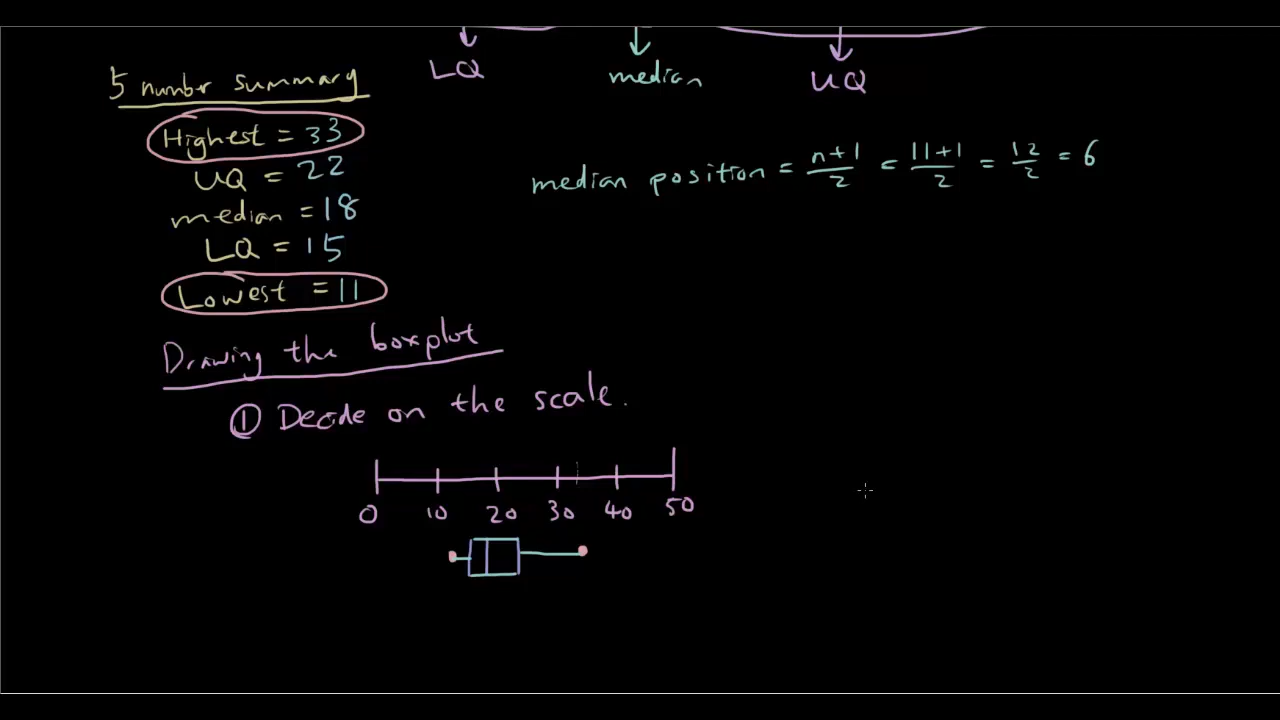 LQ median UQ
5 number summary
Highest = 33
UQ = 22
median = 18
LQ = 15
Lowest = 11
median position = n+1/2 = 11+1/2 = 12/2 = 6
Drawing the boxplot
① Decide on the scale.
0 10 20 30 40 50